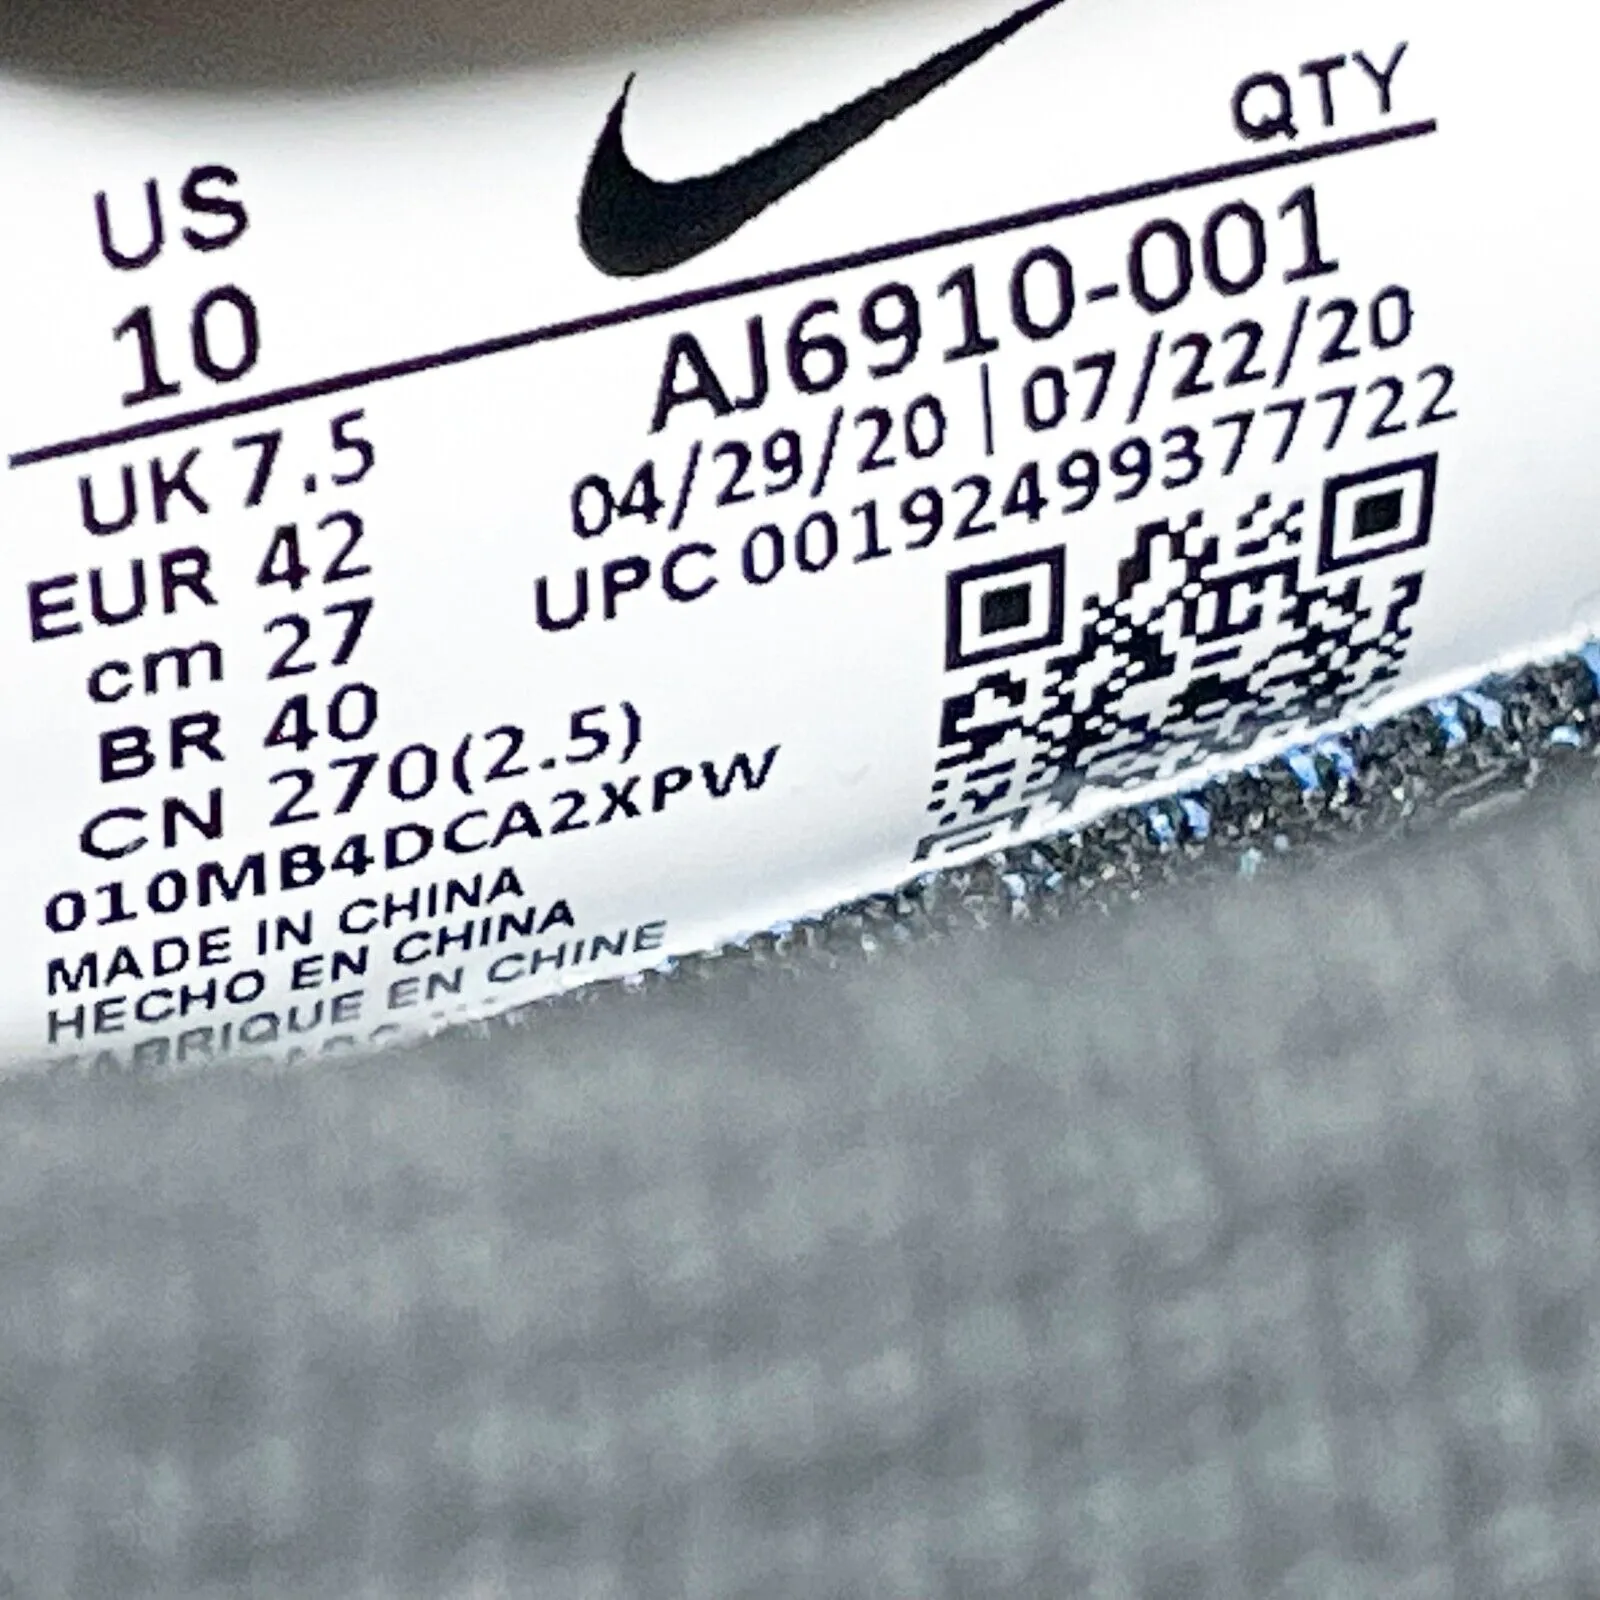 US
10
QTY
UK 7.5
EUR 42
cm 27
BR 40
CN 270(2.5)
010MB4DCA2XPW
MADE IN CHINA
HECHO EN CHINA
FABRIQUE EN CHINE
AJ6910-001
04/29/20 | 07/22/20
UPC 00192499377722